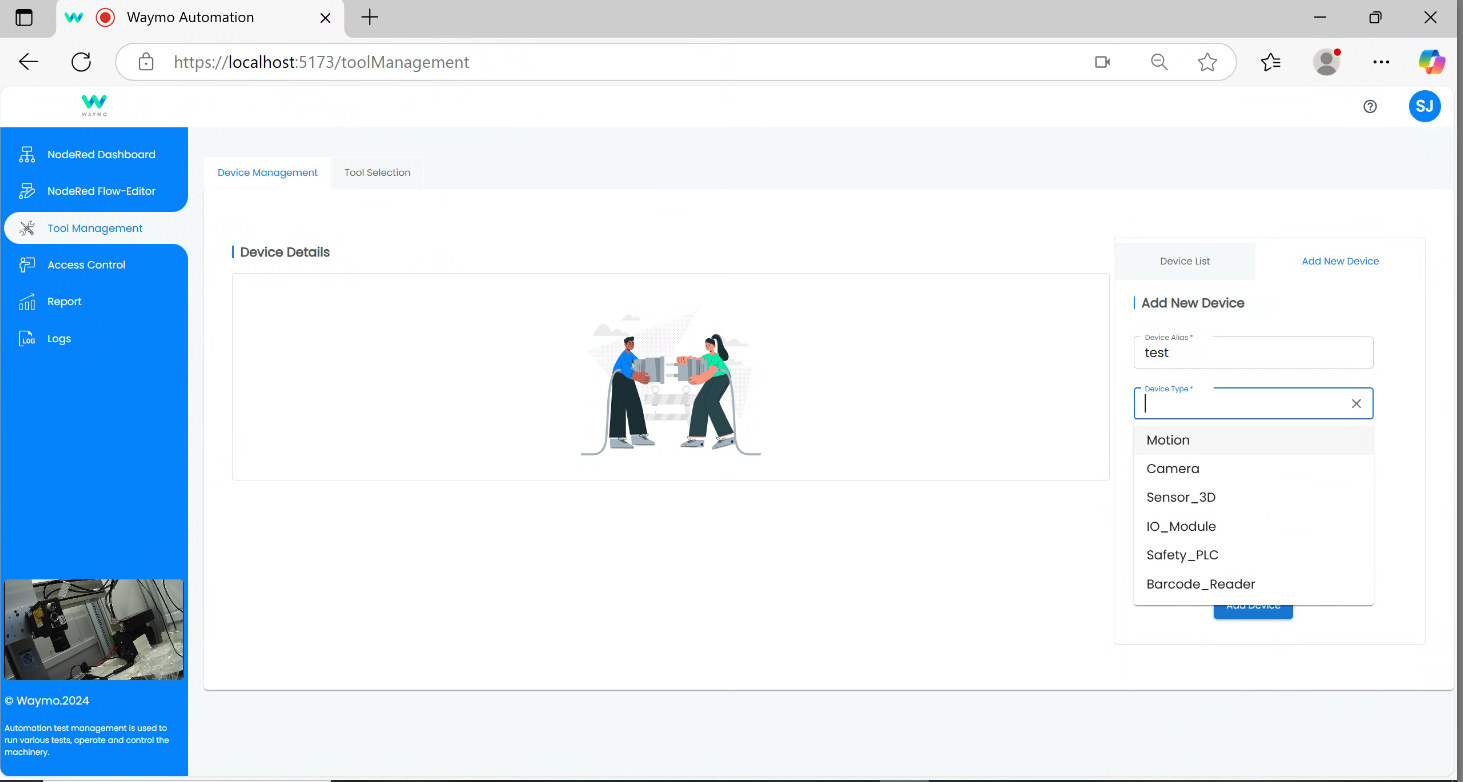 Waymo Automation
https://localhost:5173/toolManagement
WAYMO
SJ
NodeRed Dashboard
NodeRed Flow-Editor
Tool Management
Access Control
Report
LOG
Logs
Device Management
Tool Selection
Device Details
Device List
Add New Device
Add New Device
Device Alias *
test
Device Type *
Motion
Camera
Sensor_3D
IO_Module
Safety_PLC
Barcode_Reader
Add Device
© Waymo.2024
Automation test management is used to
run various tests, operate and control the
machinery.